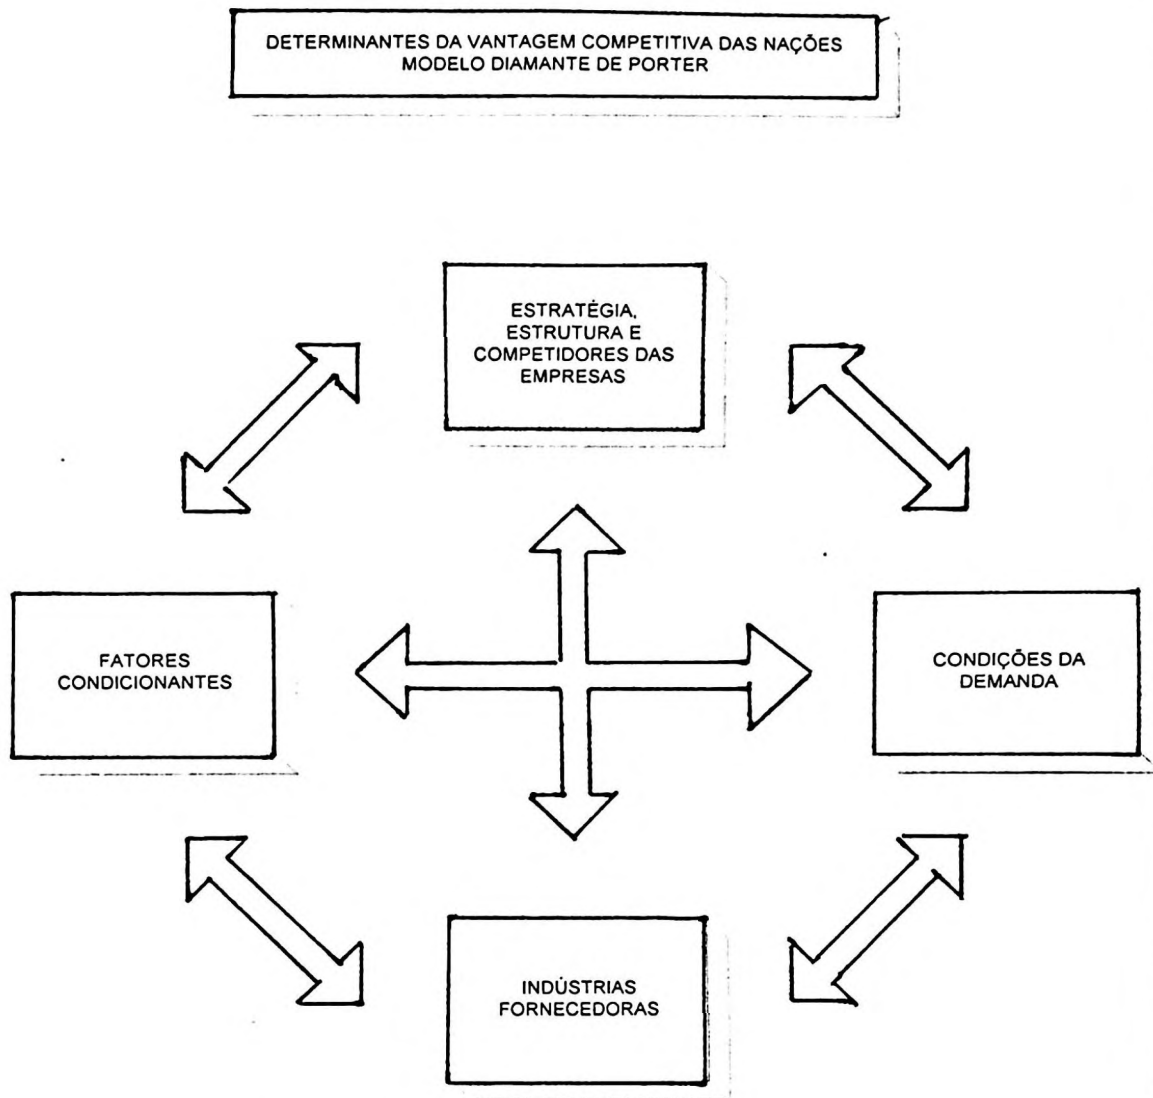 DETERMINANTES DA VANTAGEM COMPETITIVA DAS NAÇÕES
MODELO DIAMANTE DE PORTER
ESTRATÉGIA,
ESTRUTURA E
COMPETIDORES DAS
EMPRESAS
FATORES
CONDICIONANTES
CONDIÇÕES DA
DEMANDA
INDÚSTRIAS
FORNECEDORAS